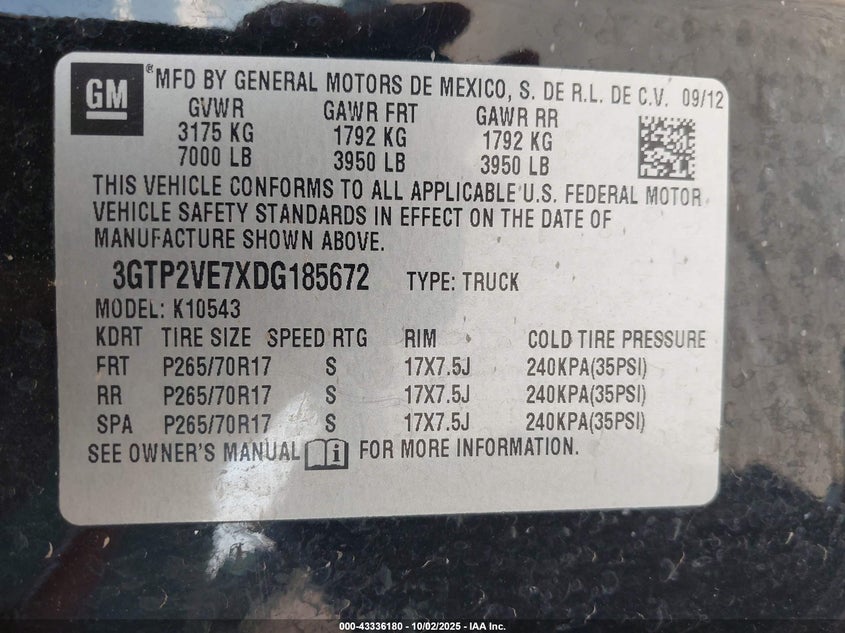 GM
® MFD BY GENERAL MOTORS DE MEXICO, S. DE R.L. DE C.V. 09/12
GVWR GAWR FRT GAWR RR
3175 KG 1792 KG 1792 KG
7000 LB 3950 LB 3950 LB
THIS VEHICLE CONFORMS TO ALL APPLICABLE U.S. FEDERAL MOTOR
VEHICLE SAFETY STANDARDS IN EFFECT ON THE DATE OF
MANUFACTURE SHOWN ABOVE.
3GTP2VE7XDG185672 TYPE: TRUCK
MODEL: K10543
KDRT TIRE SIZE SPEED RTG RIM COLD TIRE PRESSURE
FRT P265/70R17 S 17X7.5J 240KPA(35PSI)
RR P265/70R17 S 17X7.5J 240KPA(35PSI)
SPA P265/70R17 S 17X7.5J 240KPA(35PSI)
SEE OWNER'S MANUAL FOR MORE INFORMATION.
000-43336180 - 10/02/2025 - IAA Inc.